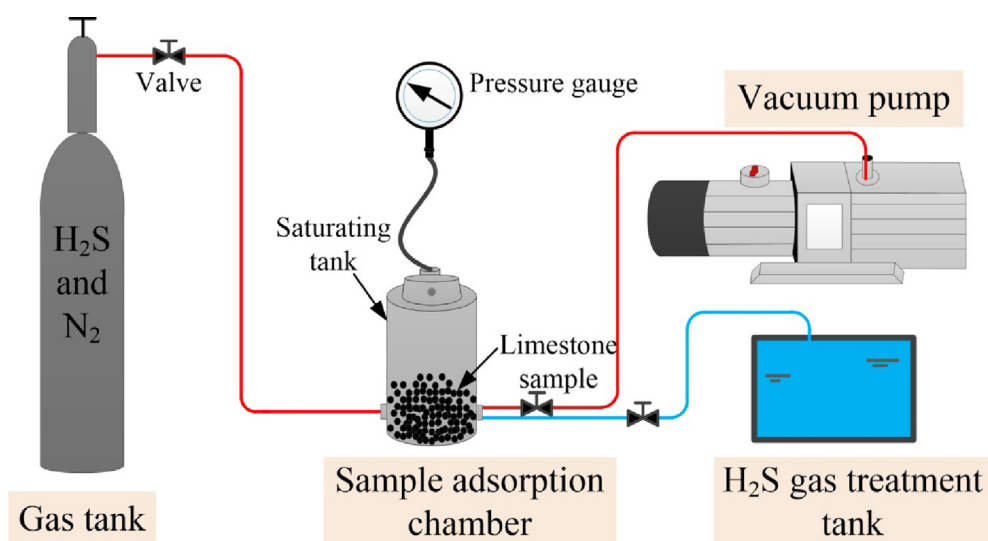 Valve
Pressure gauge
Vacuum pump
H₂S
and
N₂
Saturating
tank
Limestone
sample
Gas tank
Sample adsorption
chamber
H₂S gas treatment
tank